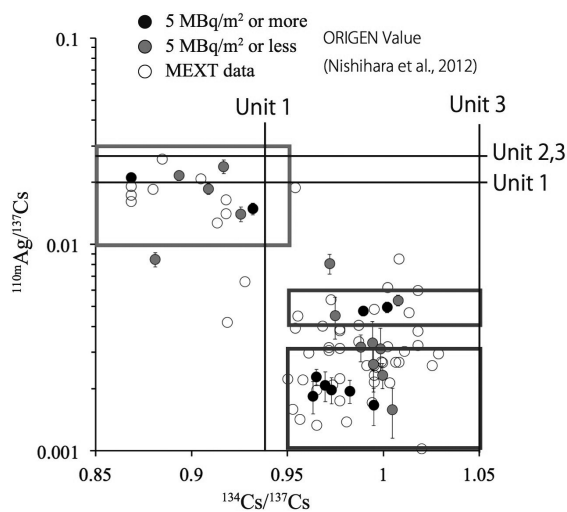 5 MBq/m² or more
5 MBq/m² or less
MEXT data
ORIGEN Value
(Nishihara et al., 2012)
Unit 1
Unit 3
Unit 2,3
Unit 1
0.1
0.01
0.001
¹¹⁰ᵐAg/¹³⁷Cs
0.85
0.9
0.95
1
1.05
¹³⁴Cs/¹³⁷Cs